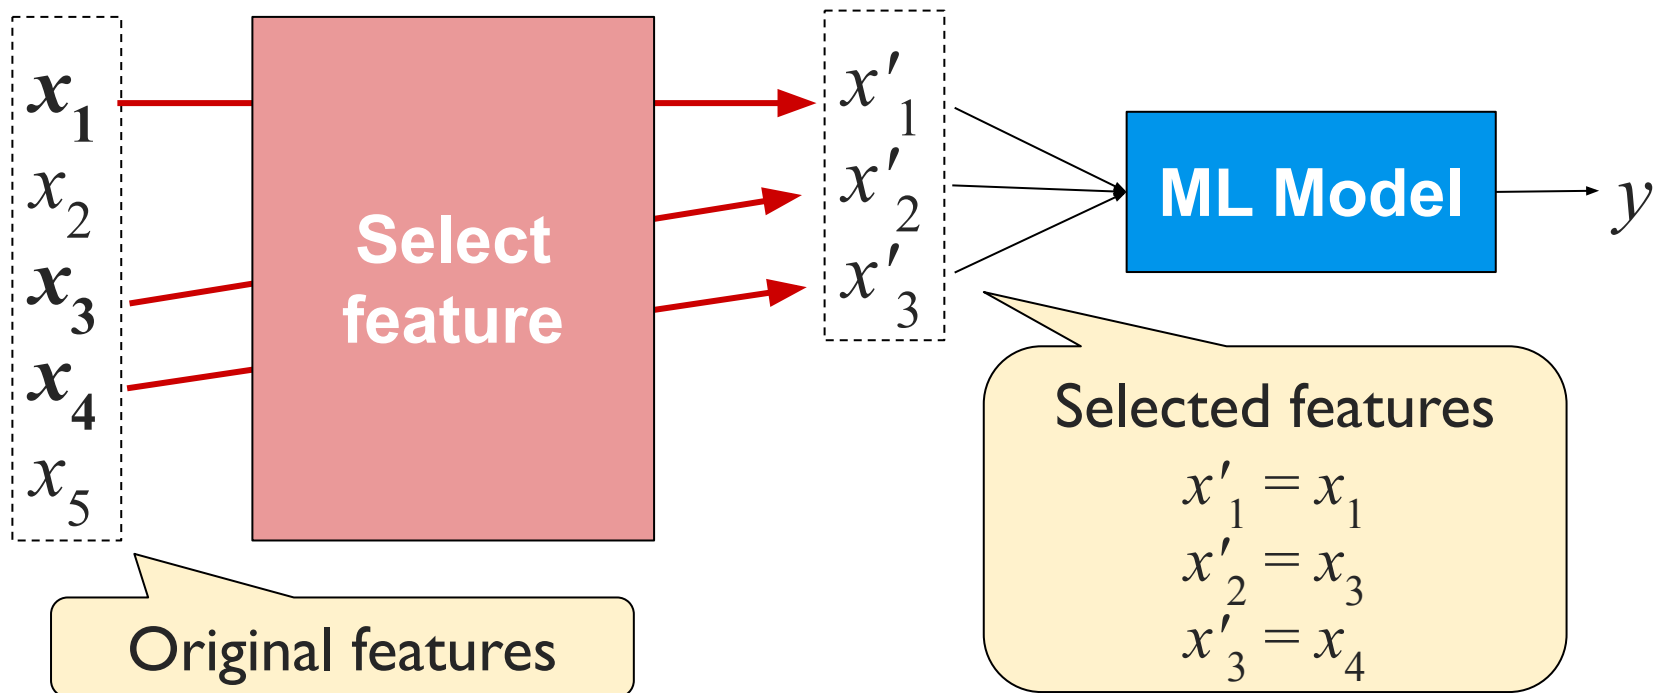 x₁
x₂
x₃
x₄
x₅
Select
feature
x′₁
x′₂
x′₃
ML Model
y
Original features
Selected features
x′₁ = x₁
x′₂ = x₃
x′₃ = x₄